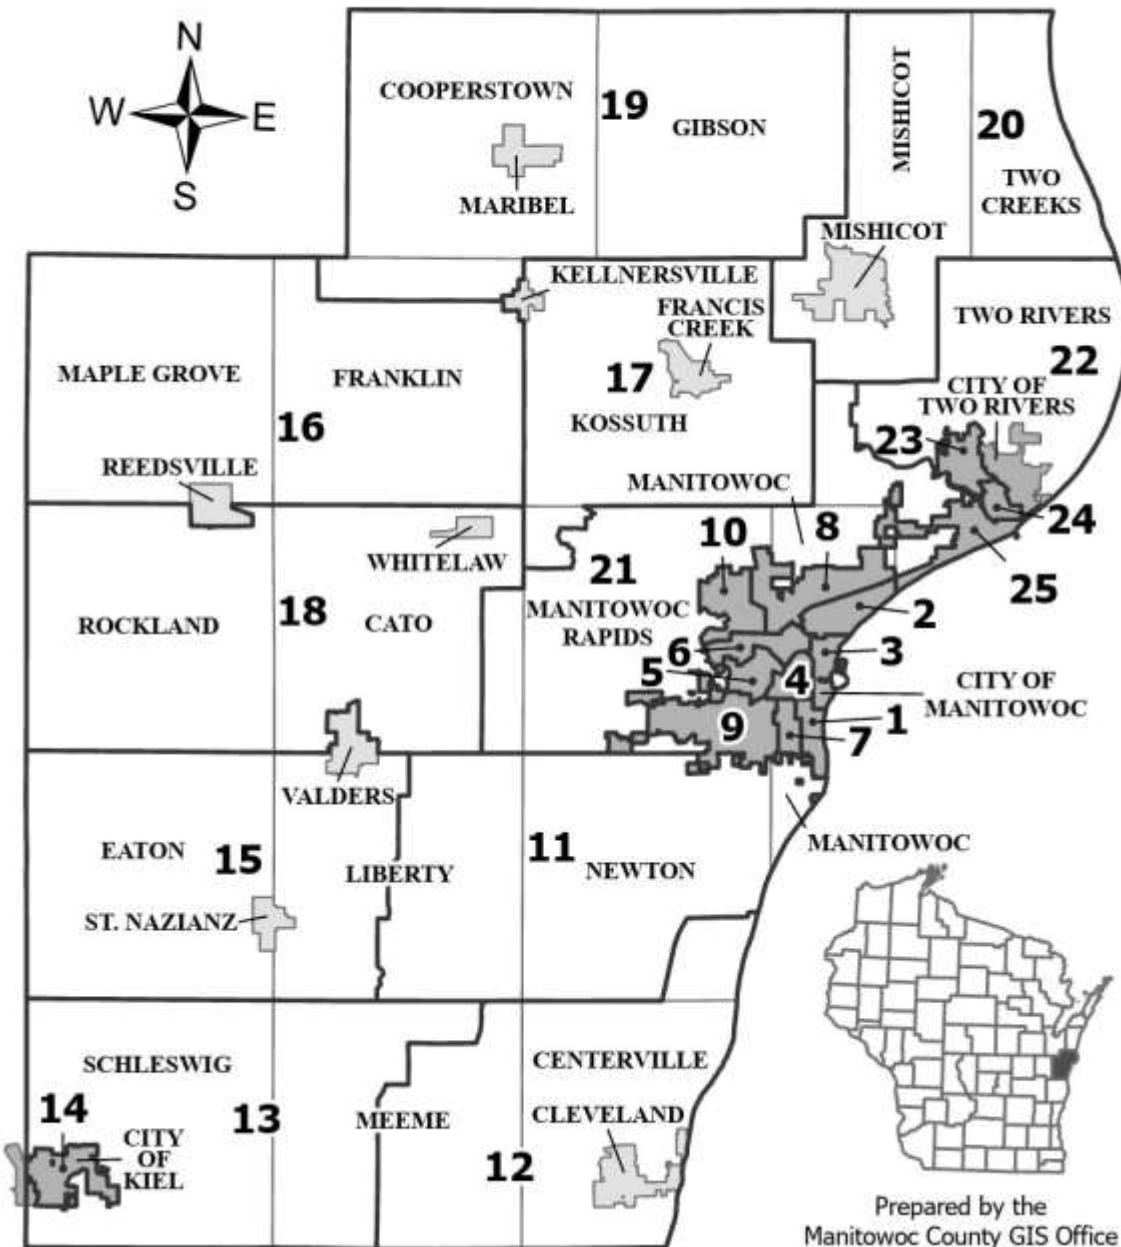 N
W E
S
COOPERSTOWN
19
GIBSON
MISHICOT
20
TWO
CREEKS
MARIBEL
MISHICOT
KELLNERSVILLE
FRANCIS
CREEK
TWO RIVERS
22
MAPLE GROVE
FRANKLIN
17
KOSSUTH
CITY OF
TWO RIVERS
16
23
REEDSVILLE
MANITOWOC
24
WHITELAW
10
8
21
25
ROCKLAND
18
CATO
MANITOWOC
RAPIDS
2
6
3
5
4
CITY OF
MANITOWOC
9
1
7
VALDERS
MANITOWOC
EATON
15
LIBERTY
11
NEWTON
ST. NAZIANZ
SCHLESWIG
CENTERVILLE
14
13
MEEME
CLEVELAND
CITY
OF
KIEL
12
Prepared by the
Manitowoc County GIS Office